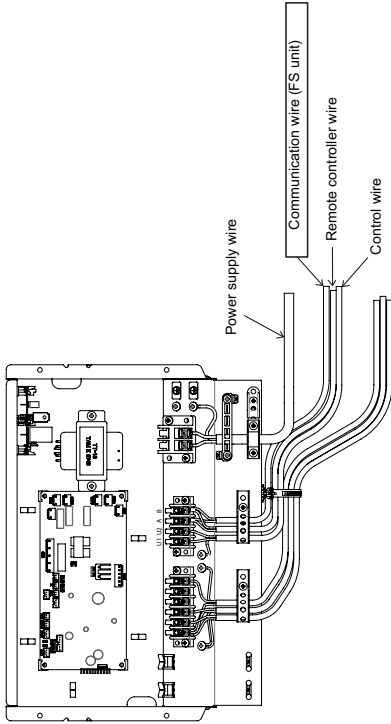 Communication wire (FS unit)
Remote controller wire
Control wire
Power supply wire
U1 U2 A B